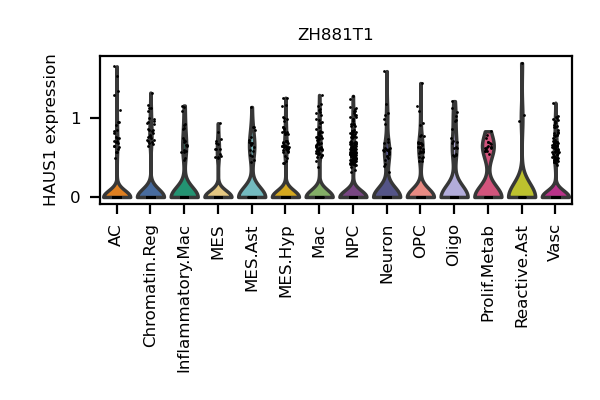 ZH881T1
HAUS1 expression
1
0
AC
Chromatin.Reg
Inflammatory.Mac
MES
MES.Ast
MES.Hyp
Mac
NPC
Neuron
OPC
Oligo
Prolif.Metab
Reactive.Ast
Vasc